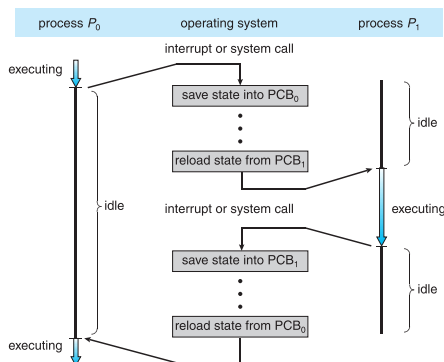 process P₀ operating system process P₁
interrupt or system call
executing
save state into PCB₀
idle
reload state from PCB₁
idle
interrupt or system call
executing
save state into PCB₁
idle
reload state from PCB₀
executing